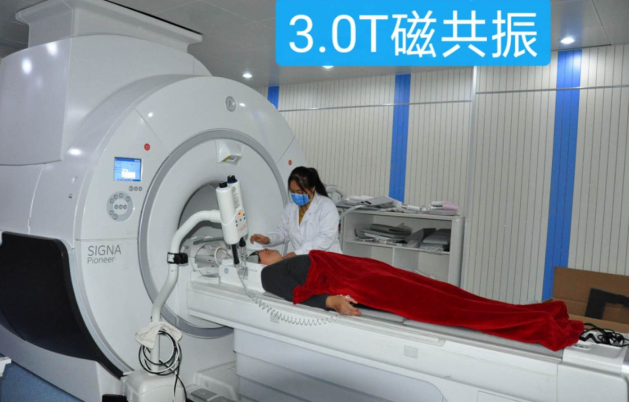 3.0T磁共振
SIGNA
Pioneer